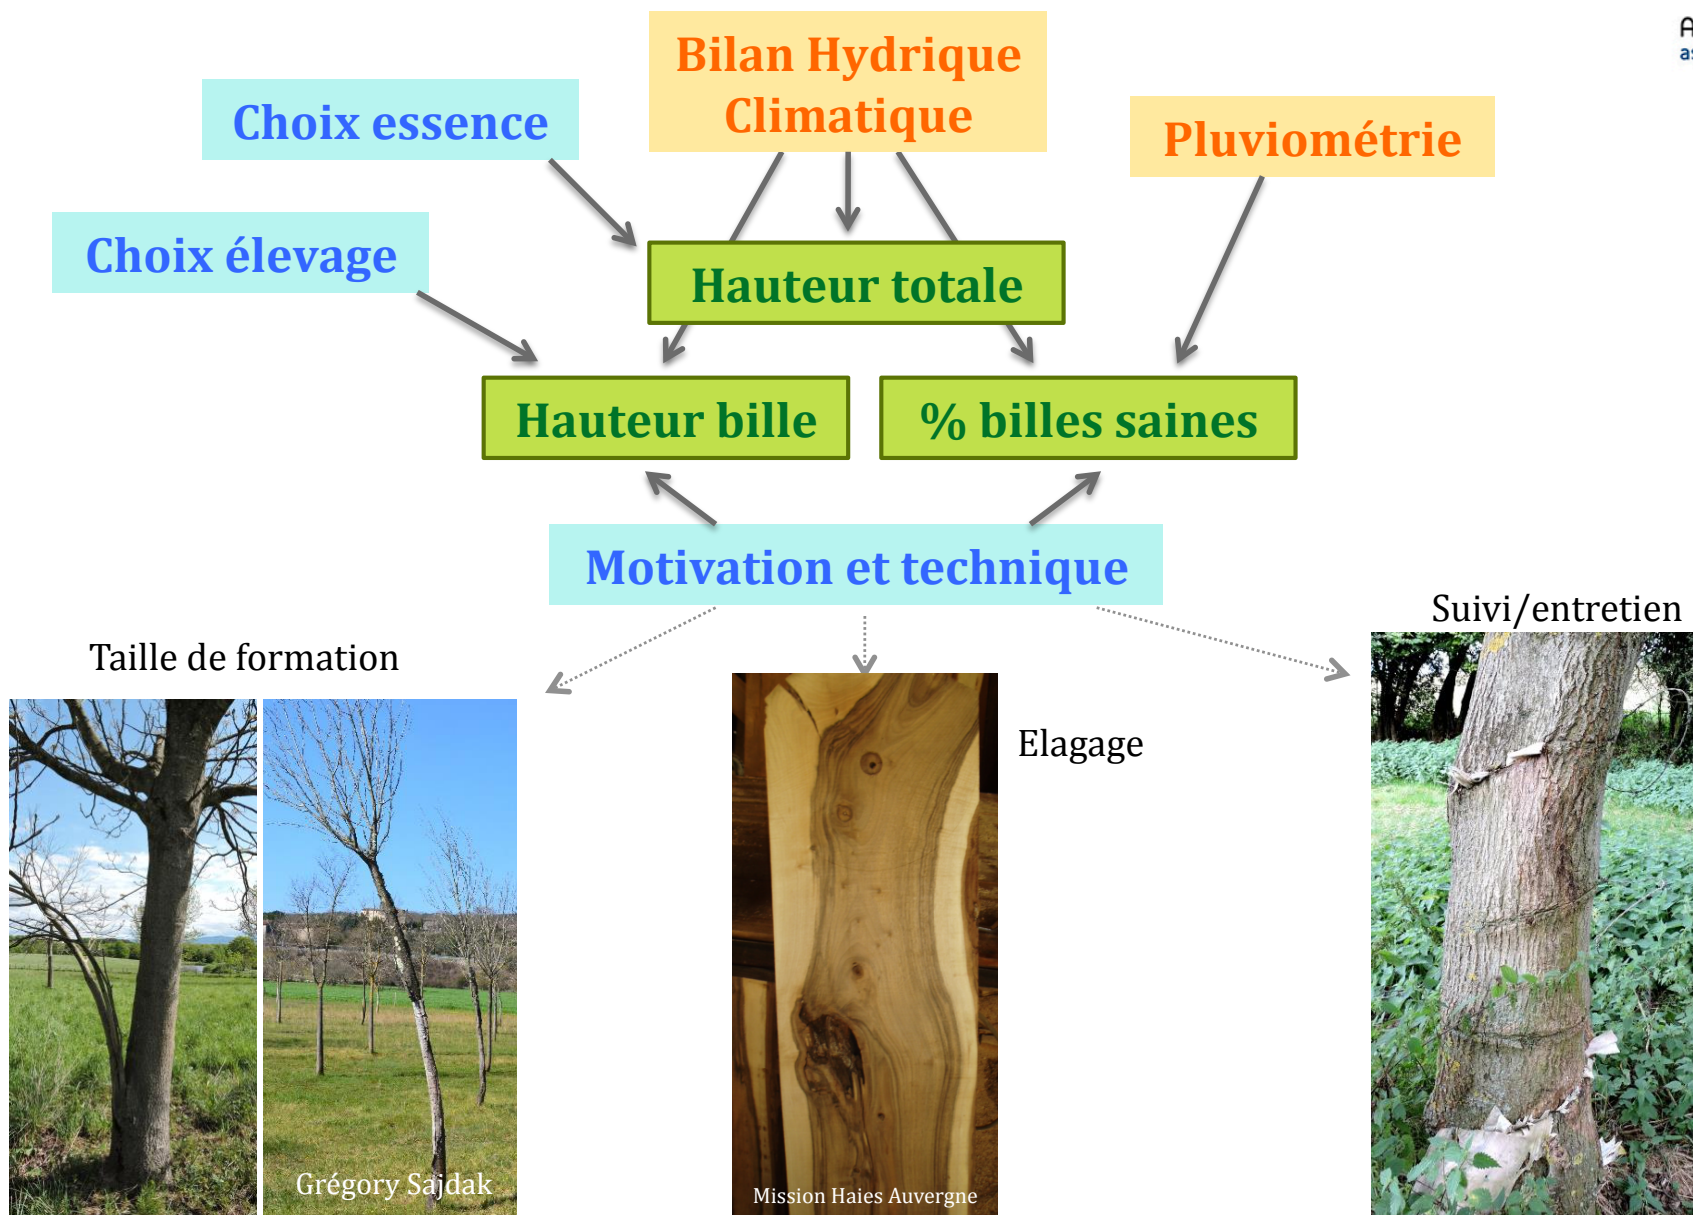 Bilan Hydrique
Climatique
Choix essence
Pluviométrie
Choix élevage
Hauteur totale
Hauteur bille
% billes saines
Motivation et technique
Suivi/entretien
Taille de formation
Elagage
Grégory Sajdak
Mission Haies Auvergne